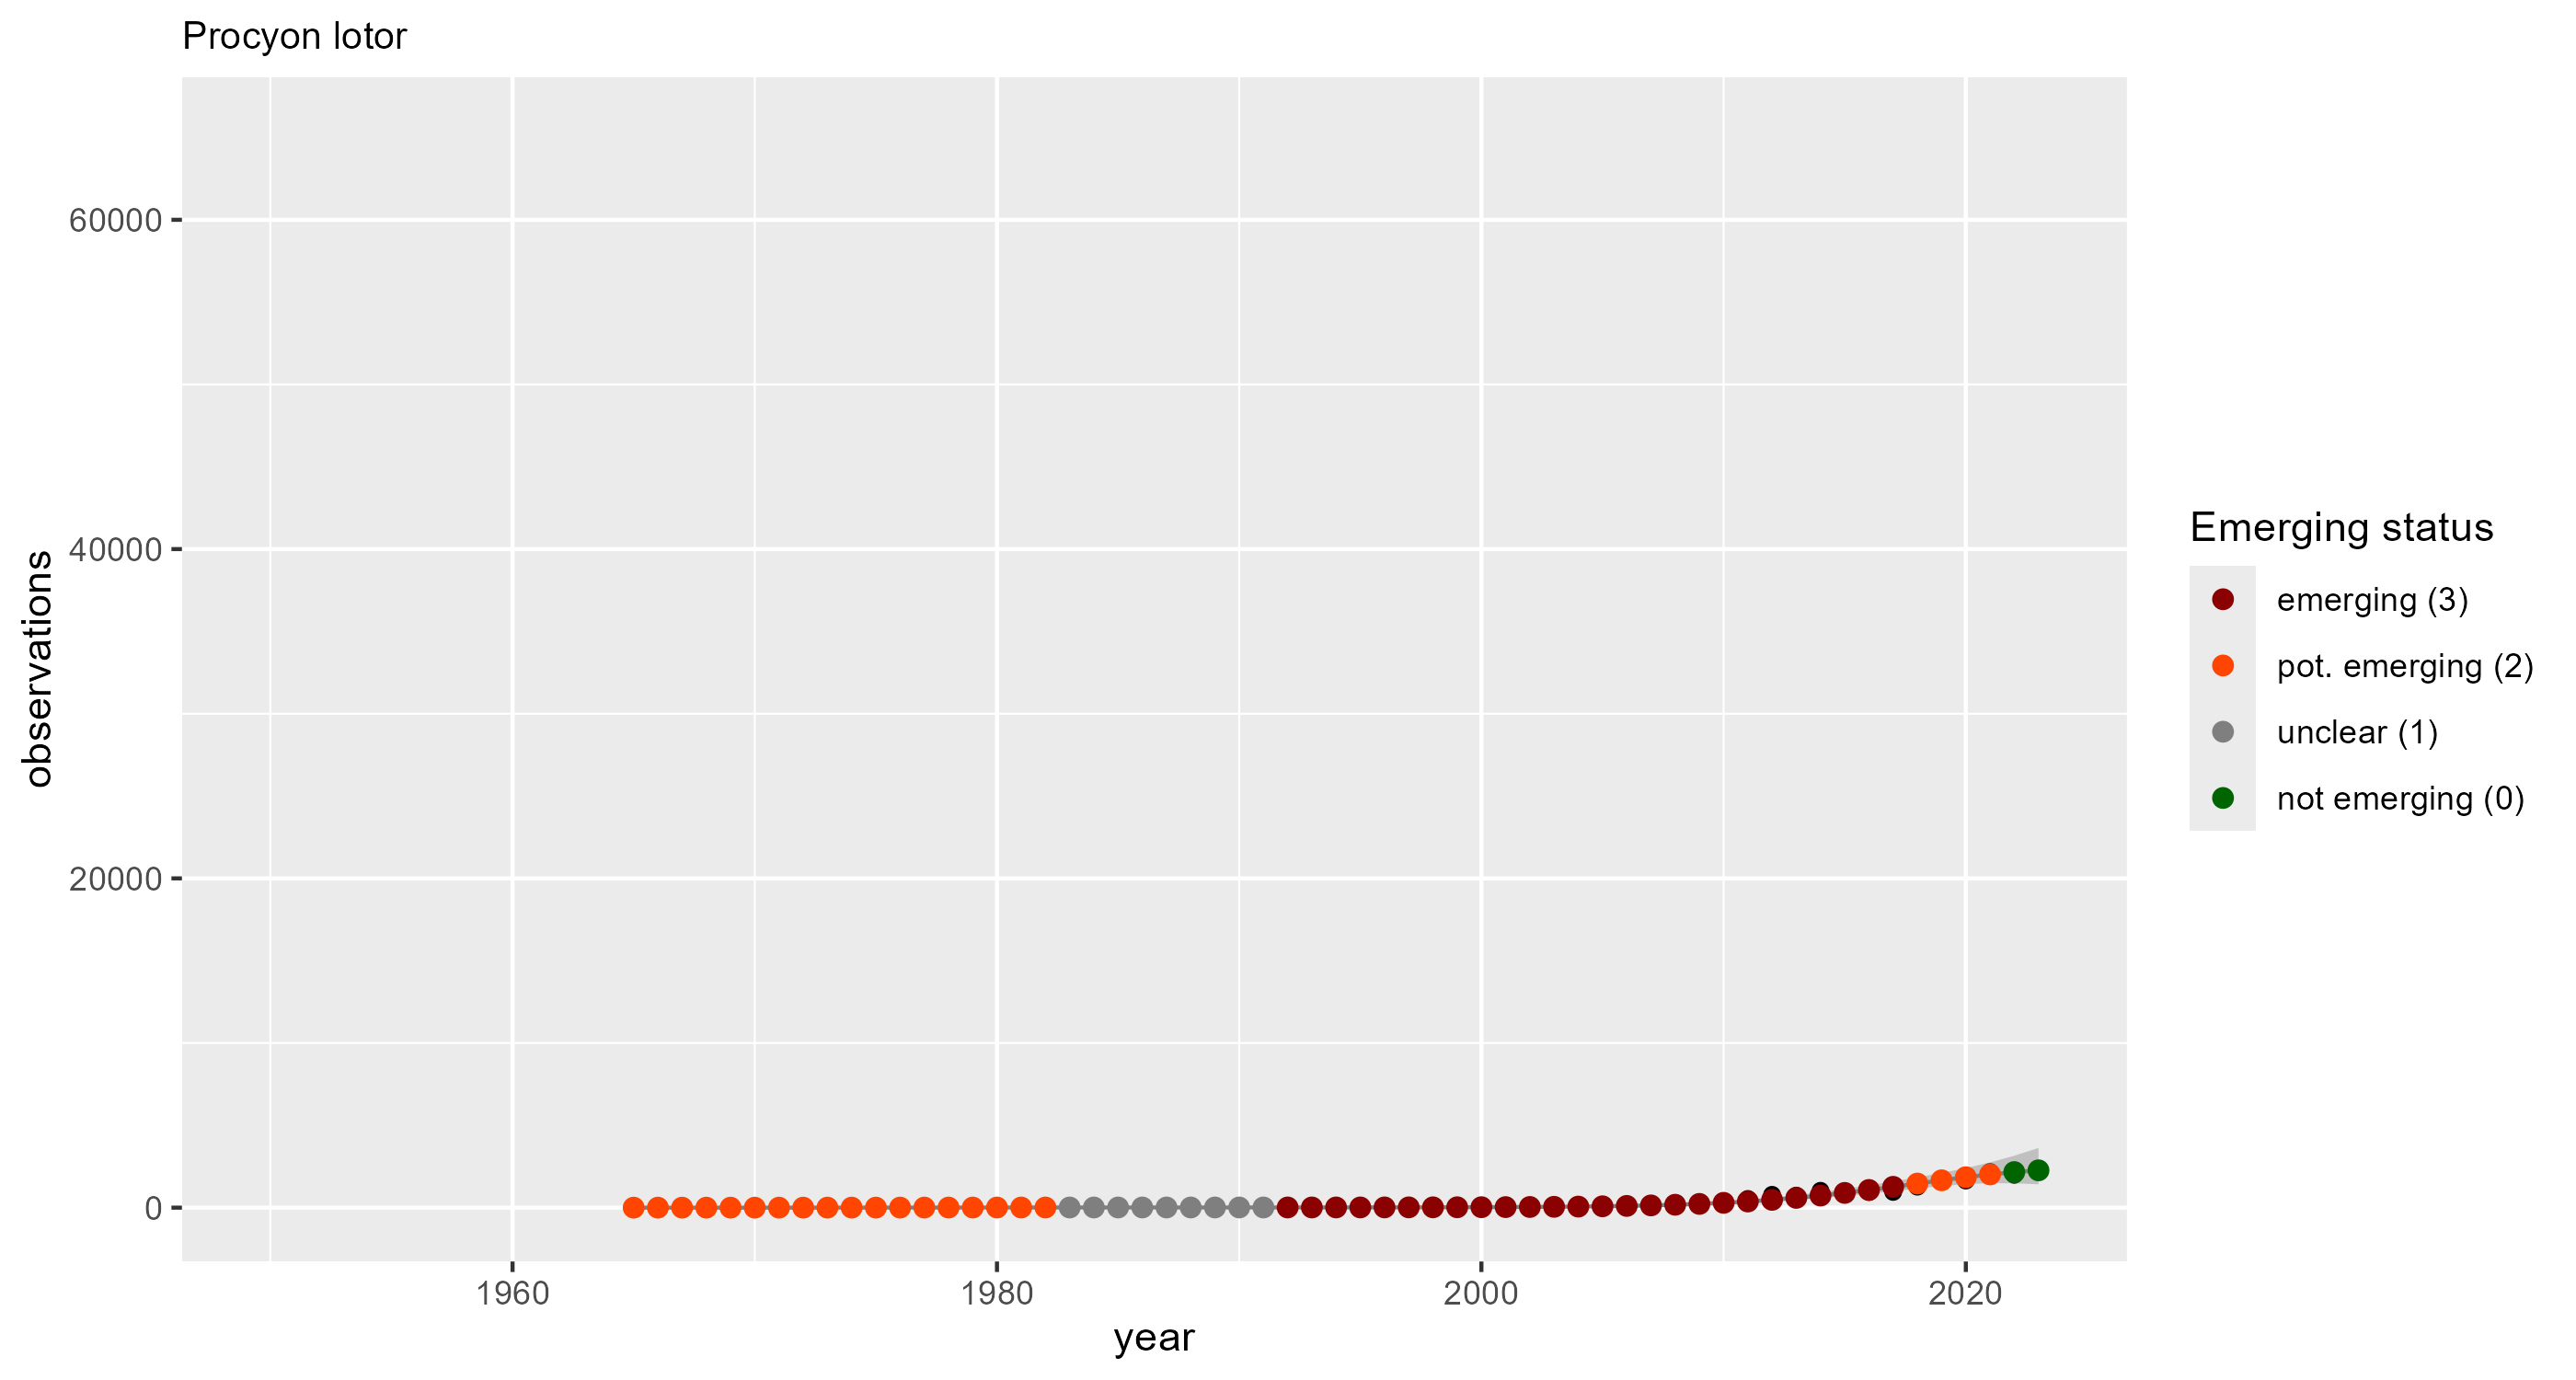 Procyon lotor
60000
40000
20000
0
observations
1960
1980
2000
2020
year
Emerging status
emerging (3)
pot. emerging (2)
unclear (1)
not emerging (0)